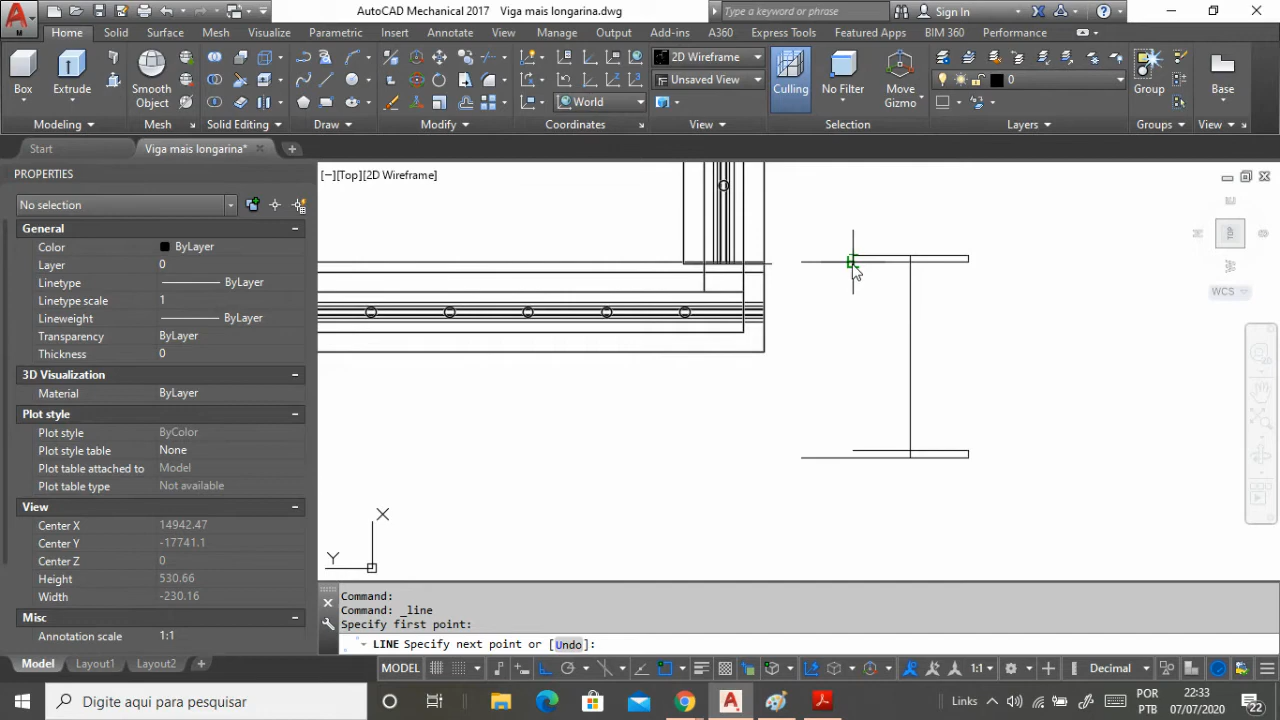 AutoCAD Mechanical 2017 Viga mais longarina.dwg
Type a keyword or phrase
Sign In
Home Solid Surface Mesh Visualize Parametric Insert Annotate View Manage Output Add-ins A360 Express Tools Featured Apps BIM 360 Performance
Box Extrude Smooth Object
2D Wireframe
Unsaved View
World
Culling No Filter Move Gizmo
0
Group Base
Modeling Mesh Solid Editing Draw Modify Coordinates View Selection Layers Groups View
Start Viga mais longarina*
PROPERTIES
[−][Top][2D Wireframe]
No selection
General
Color ByLayer
Layer 0
Linetype ByLayer
Linetype scale 1
Lineweight ByLayer
Transparency ByLayer
Thickness 0
3D Visualization
Material ByLayer
Plot style
Plot style ByColor
Plot style table None
Plot table attached to Model
Plot table type Not available
View
Center X 14942.47
Center Y -17741.1
Center Z 0
Height 530.66
Width -230.16
Misc
Annotation scale 1:1
TOP
WCS
X
Y
Command:
Command: _line
Specify first point:
LINE Specify next point or [Undo]:
Model Layout1 Layout2 +
MODEL 1:1 Decimal
Digita aqui para pesquisar
Links
POR
PTB
22:33
07/07/2020
22